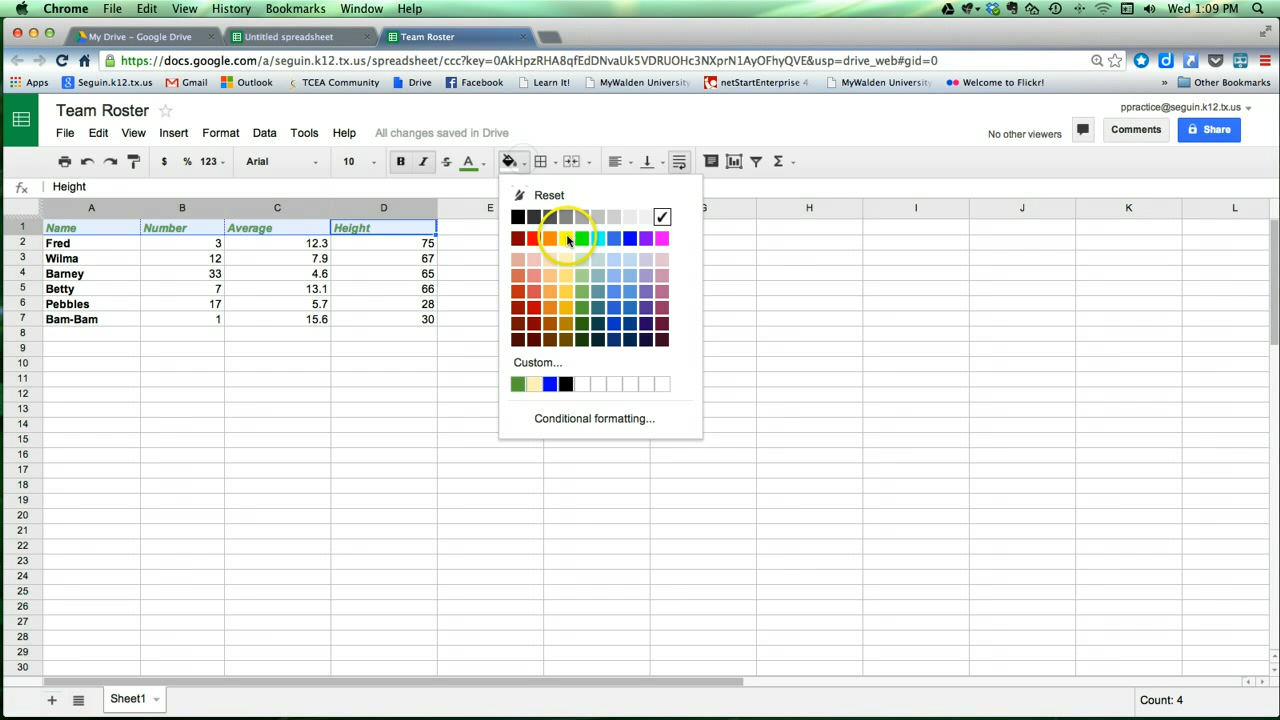 Chrome File Edit View History Bookmarks Window Help Wed 1:09 PM
My Drive – Google Drive Untitled spreadsheet Team Roster
https://docs.google.com/a/seguin.k12.tx.us/spreadsheet/ccc?key=0AkHpzRHA8qfEdDNvaUk5VDRUOHc3NXprN1AyOFhyQVE&usp=drive_web#gid=0
Apps Seguin.k12.tx.us Gmail Outlook TCEA Community Drive Facebook Learn It! MyWalden University netStartEnterprise 4 MyWalden University Welcome to Flickr! » Other Bookmarks
Team Roster ppractice@seguin.k12.tx.us
File Edit View Insert Format Data Tools Help All changes saved in Drive No other viewers Comments Share
$ % 123 Arial 10 B I S A Σ
fx Height
A B C D E G H I J K L
1 Name Number Average Height
2 Fred 3 12.3 75
3 Wilma 12 7.9 67
4 Barney 33 4.6 65
5 Betty 7 13.1 66
6 Pebbles 17 5.7 28
7 Bam-Bam 1 15.6 30
8
9
10
11
12
13
14
15
16
17
18
19
20
21
22
23
24
25
26
27
28
29
30
Reset
Custom...
Conditional formatting...
Sheet1 Count: 4